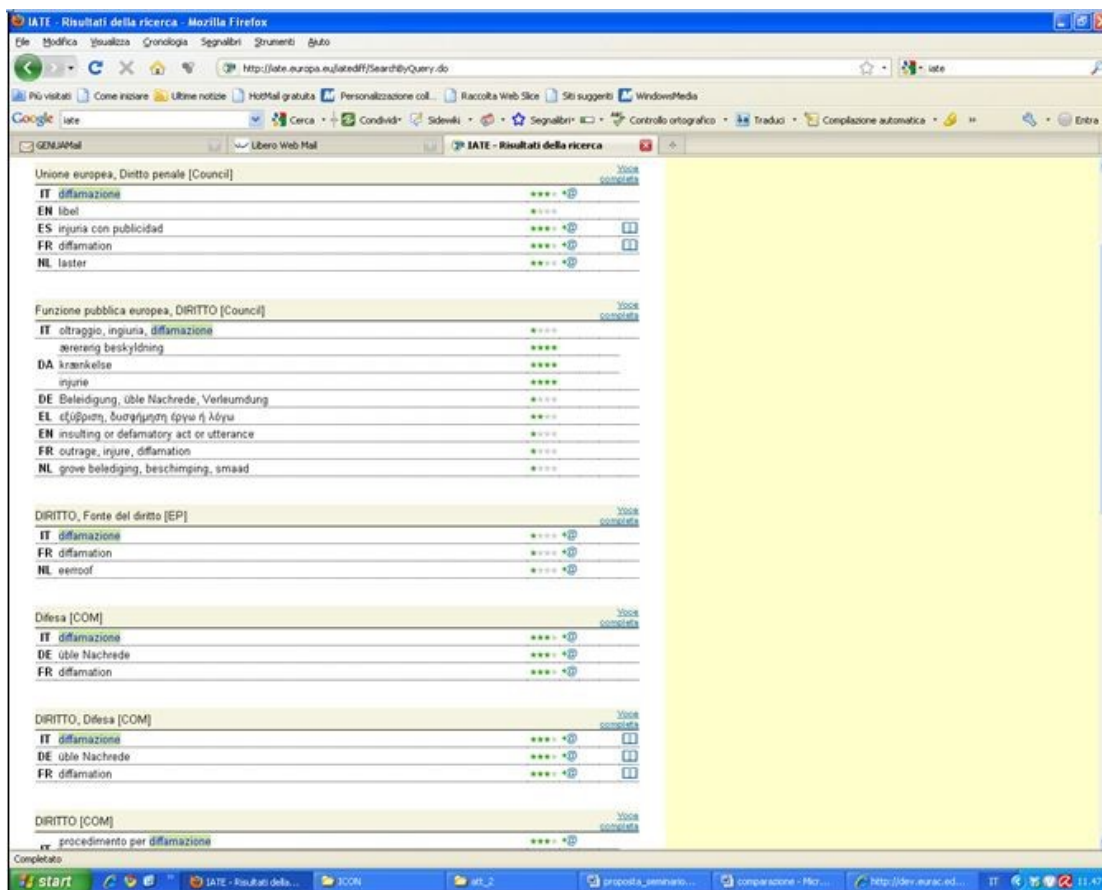 IATE - Risultati della ricerca - Mozilla Firefox
File Modifica Visualizza Cronologia Segnalibri Strumenti Aiuto
http://iate.europa.eu/iatediff/SearchByQuery.do iate
Più visitati Come iniziare Ultime notizie HotMail gratuita Personalizzazione coll... Raccolta Web Slice Siti suggeriti WindowsMedia
Google iate Cerca Condividi Sidewiki Segnalibri Controllo ortografico Traduci Compilazione automatica Entra
GENUAMail Libero Web Mail IATE - Risultati della ricerca
Unione europea, Diritto penale [Council] Voce completa
IT diffamazione
EN libel
ES injuria con publicidad
FR diffamation
NL laster
Funzione pubblica europea, DIRITTO [Council] Voce completa
IT oltraggio, ingiuria, diffamazione
ærerørig beskyldning
DA krænkelse
injurie
DE Beleidigung, üble Nachrede, Verleumdung
EL εξύβριση, δυσφήμηση έργω ή λόγω
EN insulting or defamatory act or utterance
FR outrage, injure, diffamation
NL grove belediging, beschimping, smaad
DIRITTO, Fonte del diritto [EP] Voce completa
IT diffamazione
FR diffamation
NL eerroof
Difesa [COM] Voce completa
IT diffamazione
DE üble Nachrede
FR diffamation
DIRITTO, Difesa [COM] Voce completa
IT diffamazione
DE üble Nachrede
FR diffamation
DIRITTO [COM] Voce completa
IT procedimento per diffamazione
Completato
start IATE - Risultati della... ICON att_2 proposta_seminario... comparazione - Micr... http://dev.eurac.ed... IT 11.47